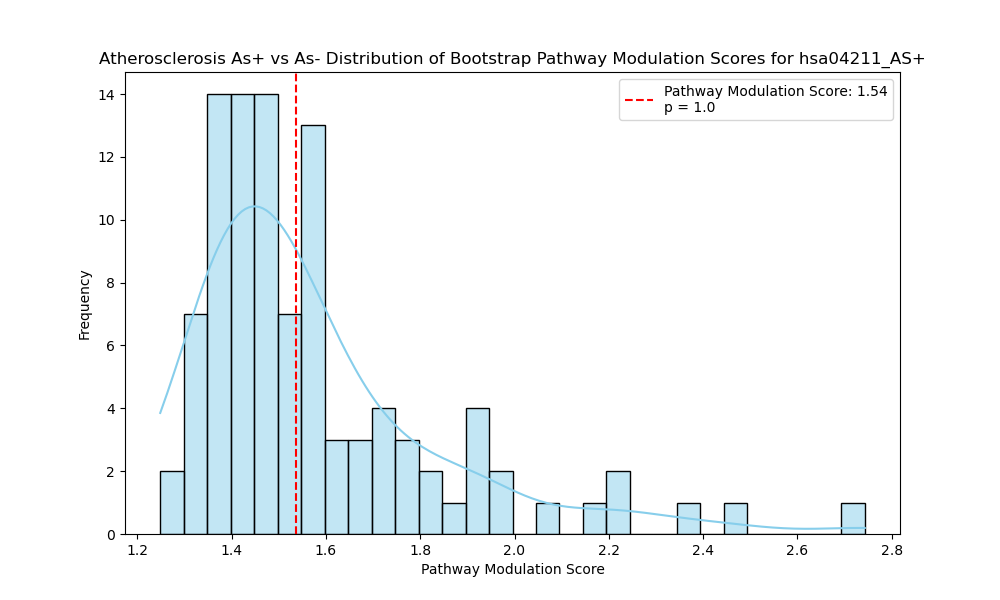 Atherosclerosis As+ vs As- Distribution of Bootstrap Pathway Modulation Scores for hsa04211_AS+
Pathway Modulation Score: 1.54
p = 1.0
Frequency
14
12
10
8
6
4
2
0
1.2 1.4 1.6 1.8 2.0 2.2 2.4 2.6 2.8
Pathway Modulation Score